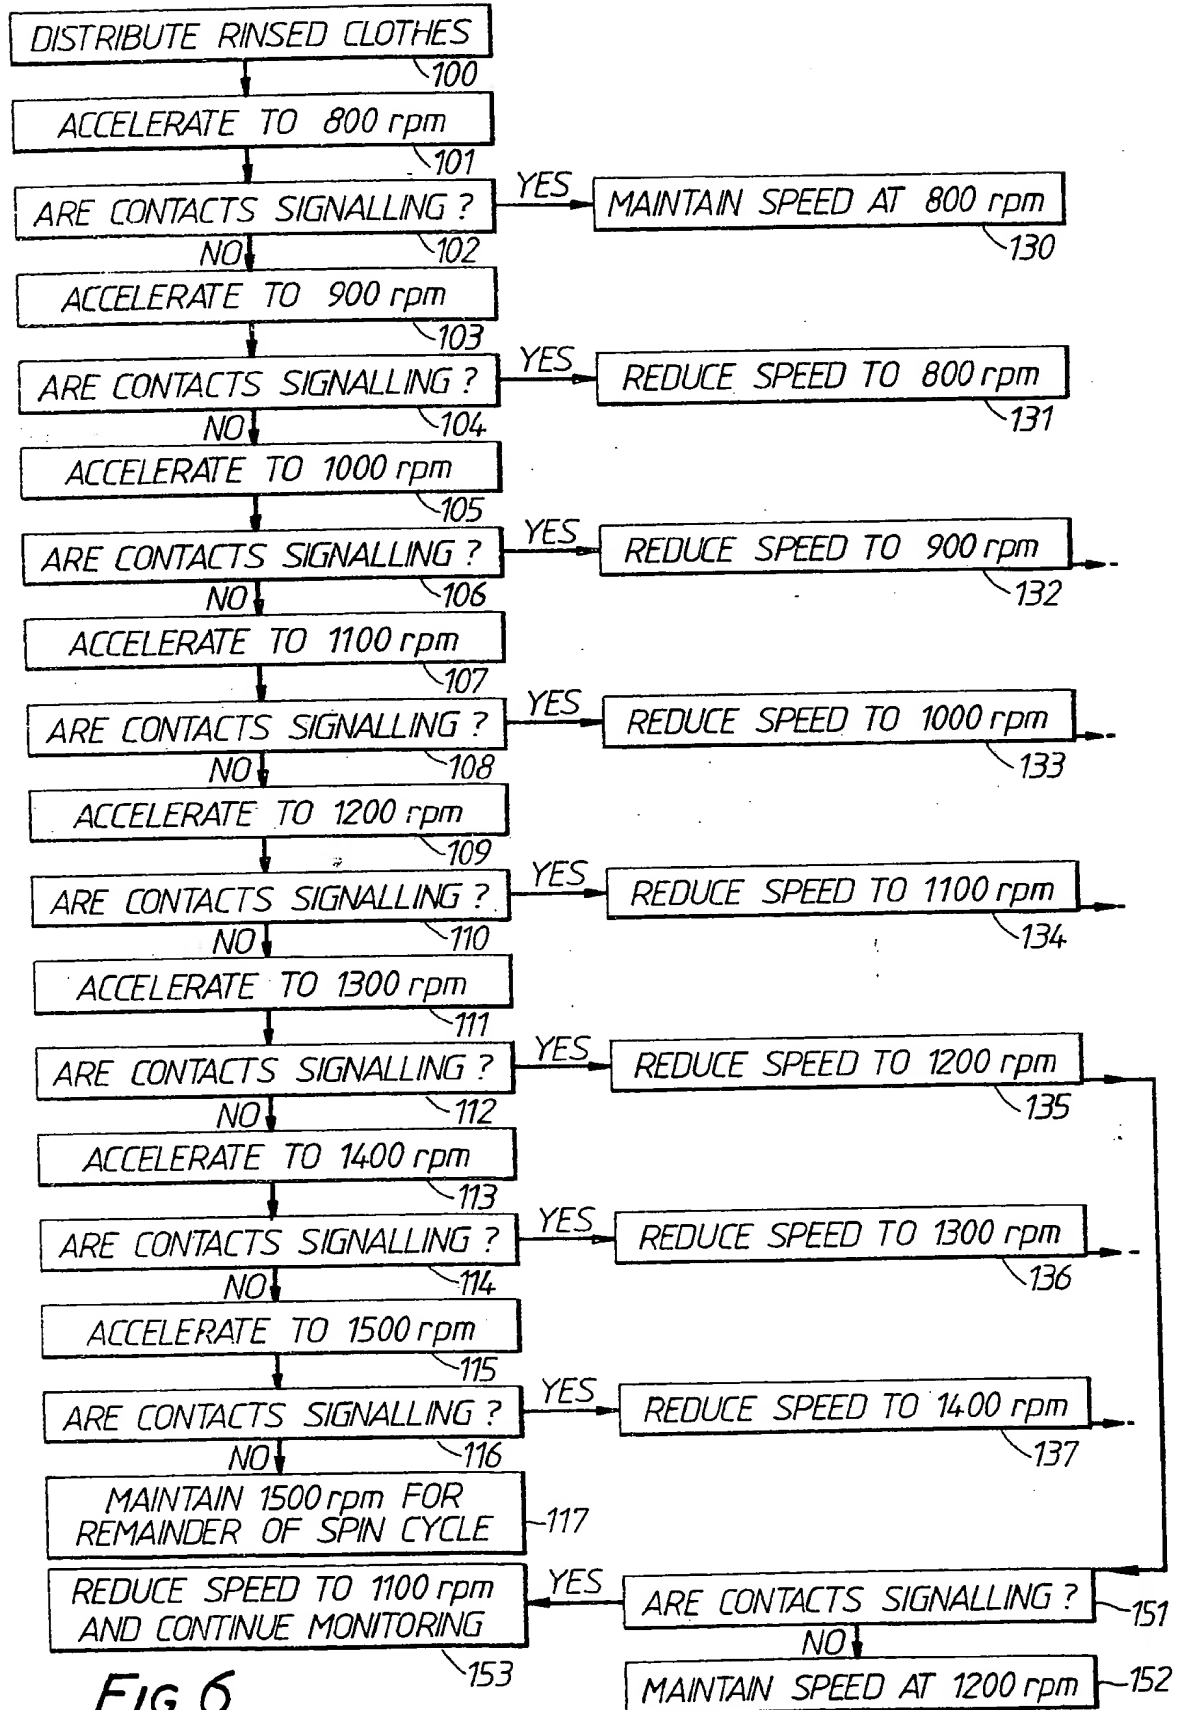 DISTRIBUTE RINSED CLOTHES
100
ACCELERATE TO 800 rpm
101
ARE CONTACTS SIGNALLING ?
102
YES
MAINTAIN SPEED AT 800 rpm
130
NO
ACCELERATE TO 900 rpm
103
ARE CONTACTS SIGNALLING ?
104
YES
REDUCE SPEED TO 800 rpm
131
NO
ACCELERATE TO 1000 rpm
105
ARE CONTACTS SIGNALLING ?
106
YES
REDUCE SPEED TO 900 rpm
132
NO
ACCELERATE TO 1100 rpm
107
ARE CONTACTS SIGNALLING ?
108
YES
REDUCE SPEED TO 1000 rpm
133
NO
ACCELERATE TO 1200 rpm
109
ARE CONTACTS SIGNALLING ?
110
YES
REDUCE SPEED TO 1100 rpm
134
NO
ACCELERATE TO 1300 rpm
111
ARE CONTACTS SIGNALLING ?
112
YES
REDUCE SPEED TO 1200 rpm
135
NO
ACCELERATE TO 1400 rpm
113
ARE CONTACTS SIGNALLING ?
114
YES
REDUCE SPEED TO 1300 rpm
136
NO
ACCELERATE TO 1500 rpm
115
ARE CONTACTS SIGNALLING ?
116
YES
REDUCE SPEED TO 1400 rpm
137
NO
MAINTAIN 1500 rpm FOR
REMAINDER OF SPIN CYCLE
117
REDUCE SPEED TO 1100 rpm
AND CONTINUE MONITORING
153
YES
ARE CONTACTS SIGNALLING ?
151
NO
MAINTAIN SPEED AT 1200 rpm
152
FIG 6